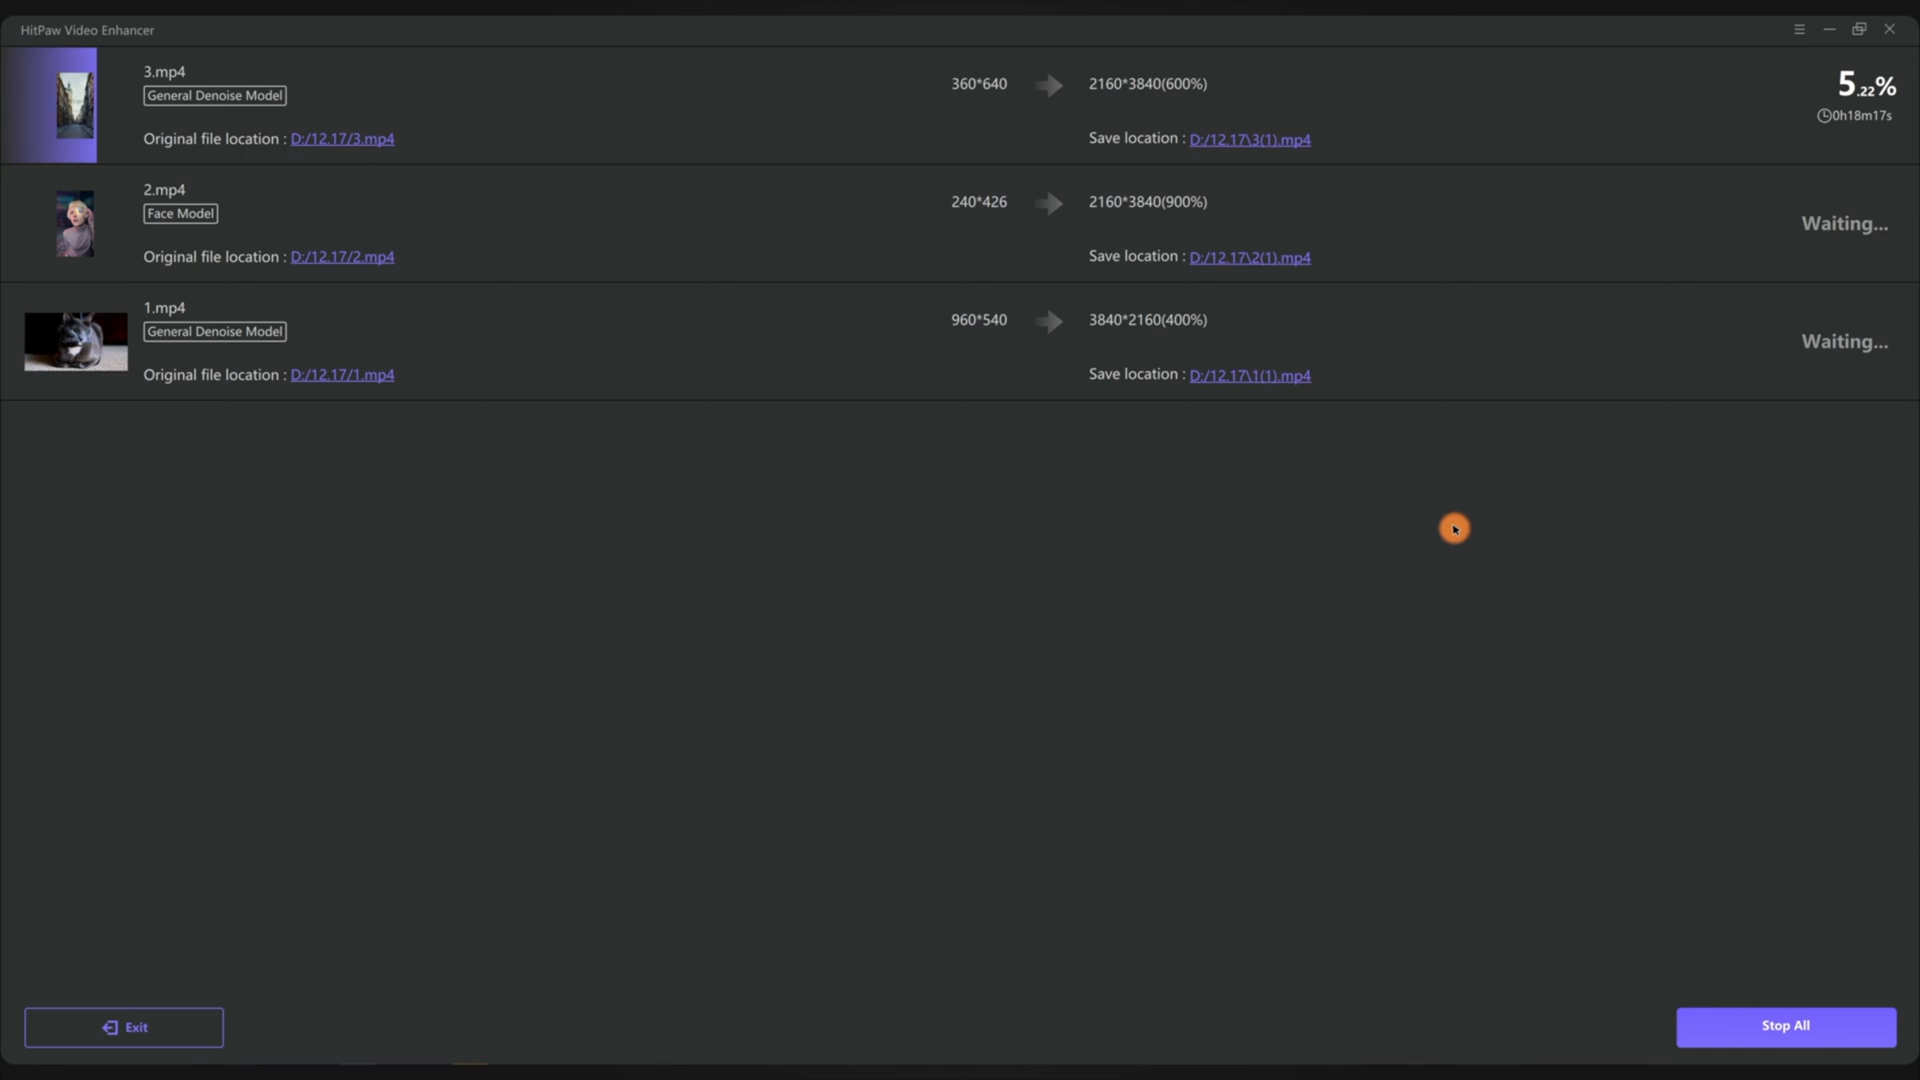 HitPaw Video Enhancer
3.mp4
General Denoise Model
360*640
2160*3840(600%)
5.22%
0h18m17s
Original file location : D:/12.17/3.mp4
Save location : D:/12.17\3(1).mp4
2.mp4
Face Model
240*426
2160*3840(900%)
Waiting...
Original file location : D:/12.17/2.mp4
Save location : D:/12.17\2(1).mp4
1.mp4
General Denoise Model
960*540
3840*2160(400%)
Waiting...
Original file location : D:/12.17/1.mp4
Save location : D:/12.17\1(1).mp4
Exit
Stop All